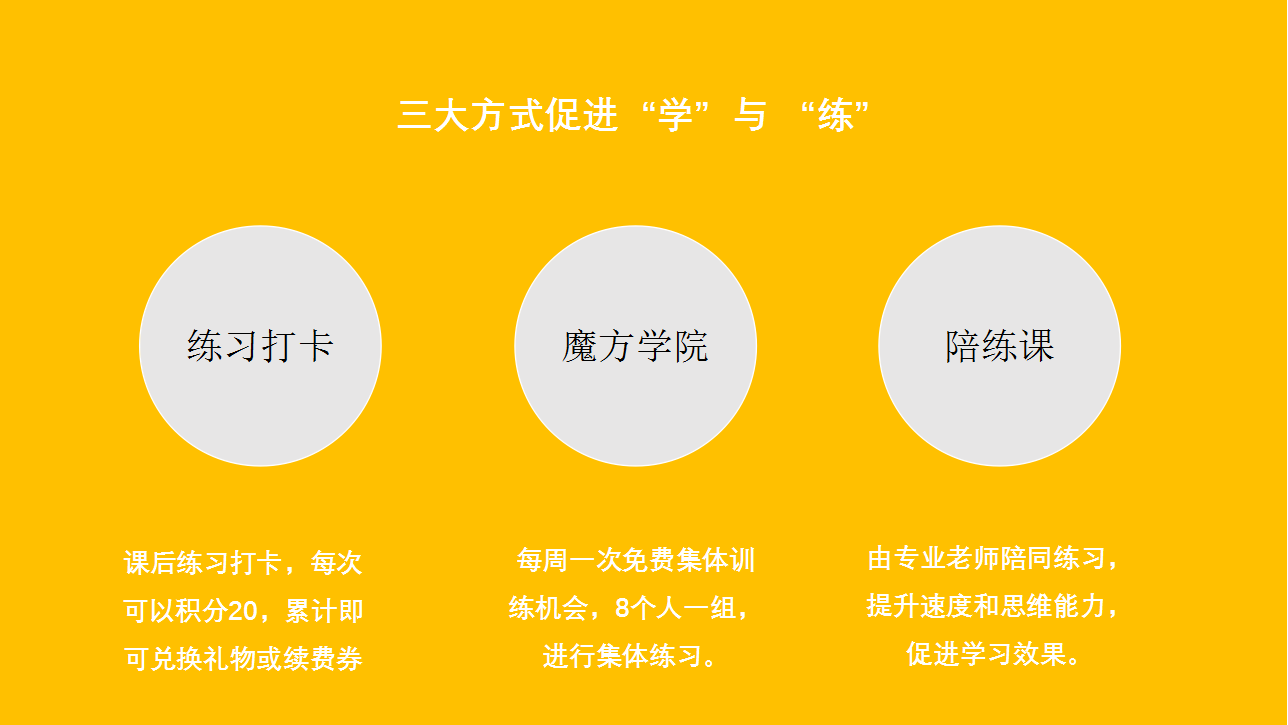 三大方式促进 “学” 与 “练”
练习打卡
魔方学院
陪练课
课后练习打卡，每次
可以积分20，累计即
可兑换礼物或续费券
每周一次免费集体训
练机会，8个人一组，
进行集体练习。
由专业老师陪同练习，
提升速度和思维能力，
促进学习效果。